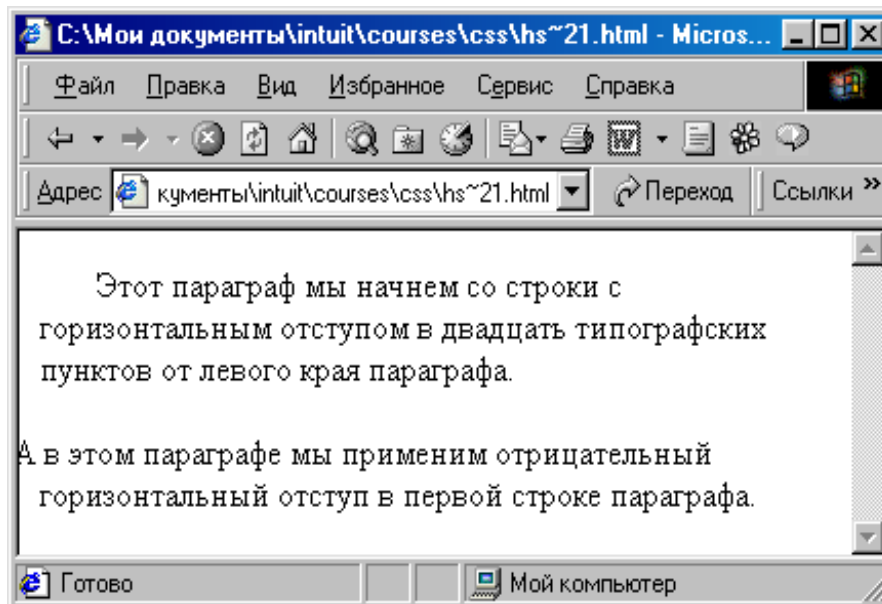 C:\Мои документы\intuit\courses\css\hs~21.html - Micros...
Файл Правка Вид Избранное Сервис Справка
Адрес кументы\intuit\courses\css\hs~21.html Переход Ссылки »
Этот параграф мы начнем со строки с
горизонтальным отступом в двадцать типографских
пунктов от левого края параграфа.
А в этом параграфе мы применим отрицательный
горизонтальный отступ в первой строке параграфа.
Готово Мой компьютер